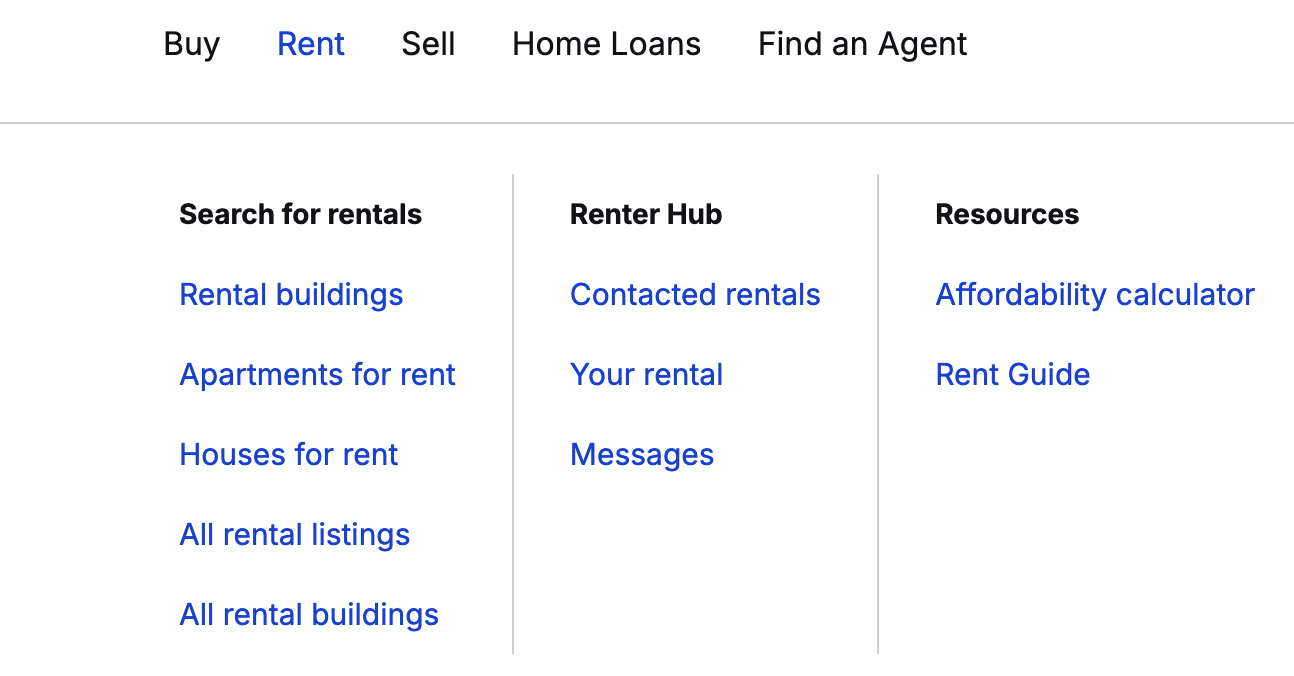 Buy Rent Sell Home Loans Find an Agent
Search for rentals
Rental buildings
Apartments for rent
Houses for rent
All rental listings
All rental buildings
Renter Hub
Contacted rentals
Your rental
Messages
Resources
Affordability calculator
Rent Guide